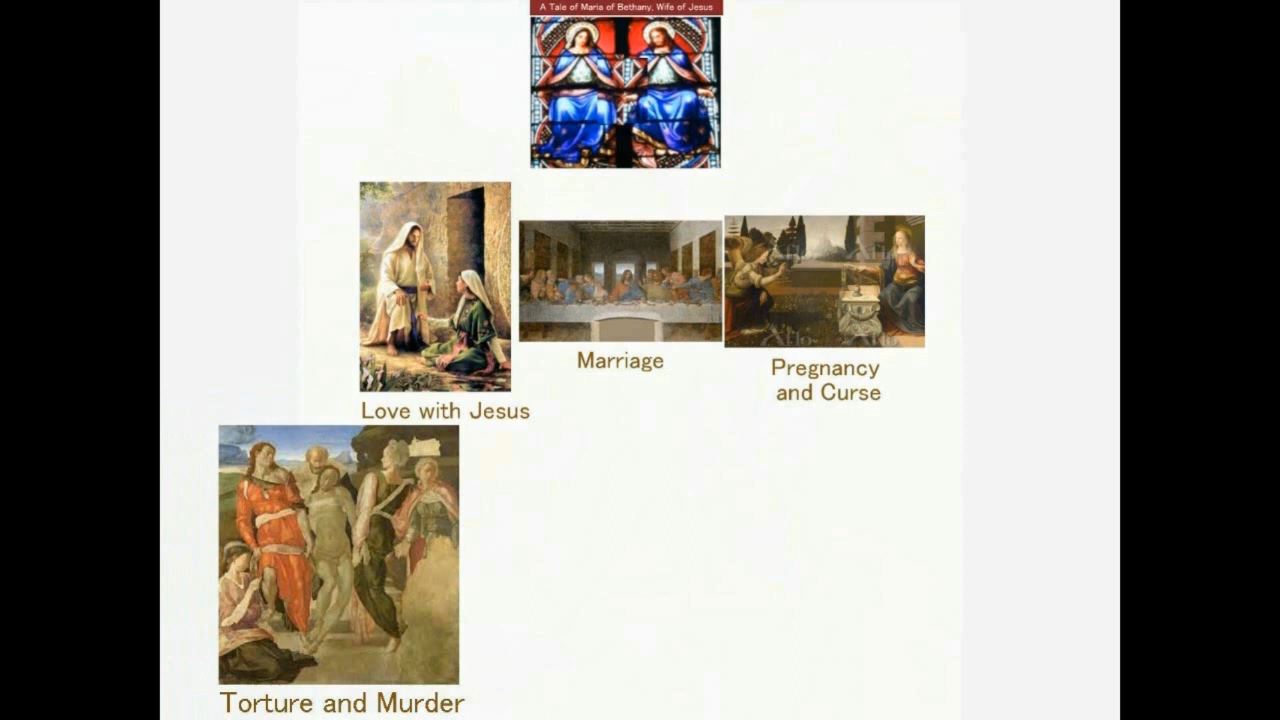 A Tale of Maria of Bethany, Wife of Jesus
Marriage
Pregnancy
and Curse
Love with Jesus
Torture and Murder